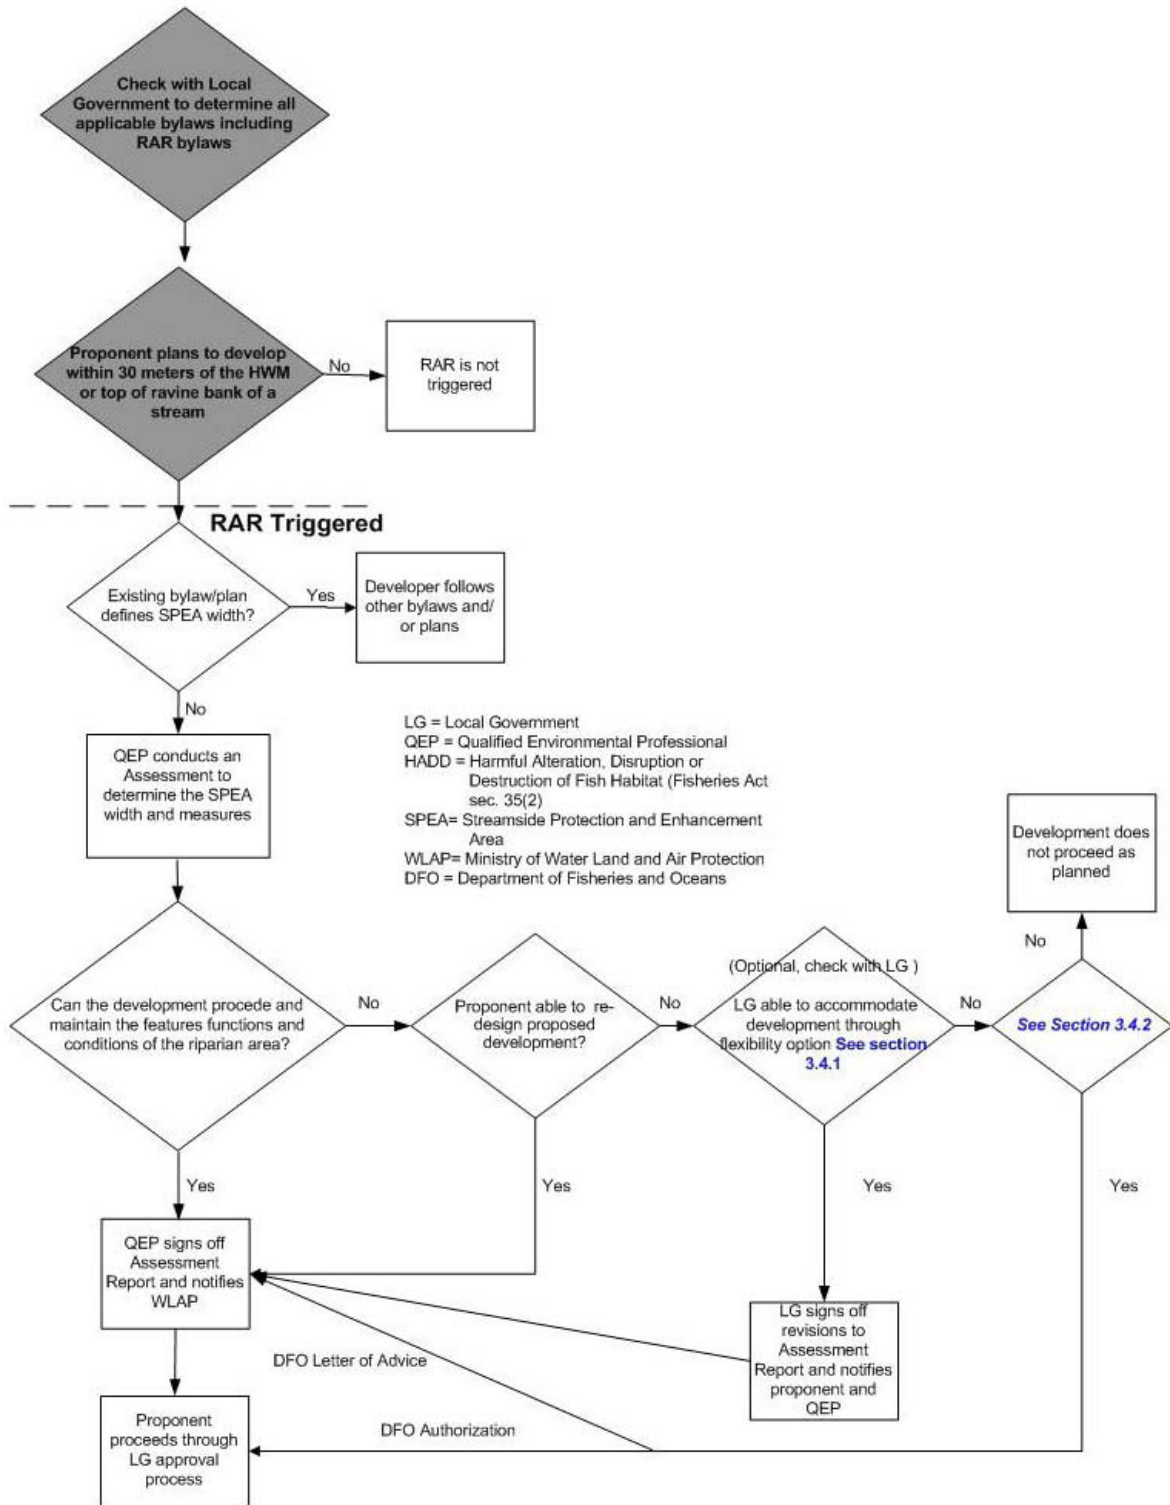 Check with Local
Government to determine all
applicable bylaws including
RAR bylaws
Proponent plans to develop
within 30 meters of the HWM
or top of ravine bank of a
stream
No
RAR is not
triggered
RAR Triggered
Existing bylaw/plan
defines SPEA width?
Yes
Developer follows
other bylaws and/
or plans
No
QEP conducts an
Assessment to
determine the SPEA
width and measures
LG = Local Government
QEP = Qualified Environmental Professional
HADD = Harmful Alteration, Disruption or
Destruction of Fish Habitat (Fisheries Act
sec. 35(2)
SPEA= Streamside Protection and Enhancement
Area
WLAP= Ministry of Water Land and Air Protection
DFO = Department of Fisheries and Oceans
Development does
not proceed as
planned
No
Can the development procede and
maintain the features functions and
conditions of the riparian area?
No
Proponent able to re-
design proposed
development?
No
(Optional, check with LG )
LG able to accommodate
development through
flexibility option See section
3.4.1
No
See Section 3.4.2
Yes
Yes
Yes
Yes
QEP signs off
Assessment
Report and notifies
WLAP
LG signs off
revisions to
Assessment
Report and notifies
proponent and
QEP
DFO Letter of Advice
DFO Authorization
Proponent
proceeds through
LG approval
process